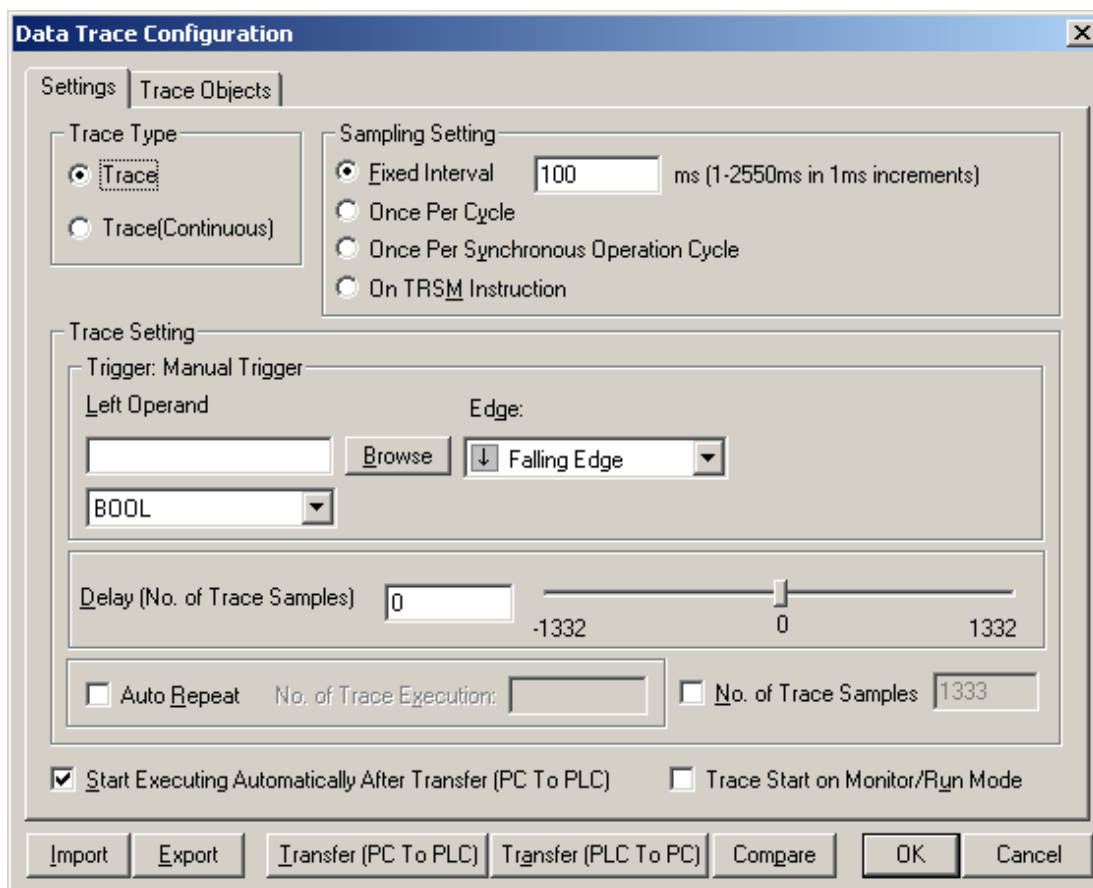 Data Trace Configuration
Settings
Trace Objects
Trace Type
Trace
Trace(Continuous)
Sampling Setting
Fixed Interval 100 ms (1-2550ms in 1ms increments)
Once Per Cycle
Once Per Synchronous Operation Cycle
On TRSM Instruction
Trace Setting
Trigger: Manual Trigger
Left Operand Edge:
Browse Falling Edge
BOOL
Delay (No. of Trace Samples) 0
-1332 0 1332
Auto Repeat No. of Trace Execution: No. of Trace Samples 1333
Start Executing Automatically After Transfer (PC To PLC) Trace Start on Monitor/Run Mode
Import Export Transfer (PC To PLC) Transfer (PLC To PC) Compare OK Cancel